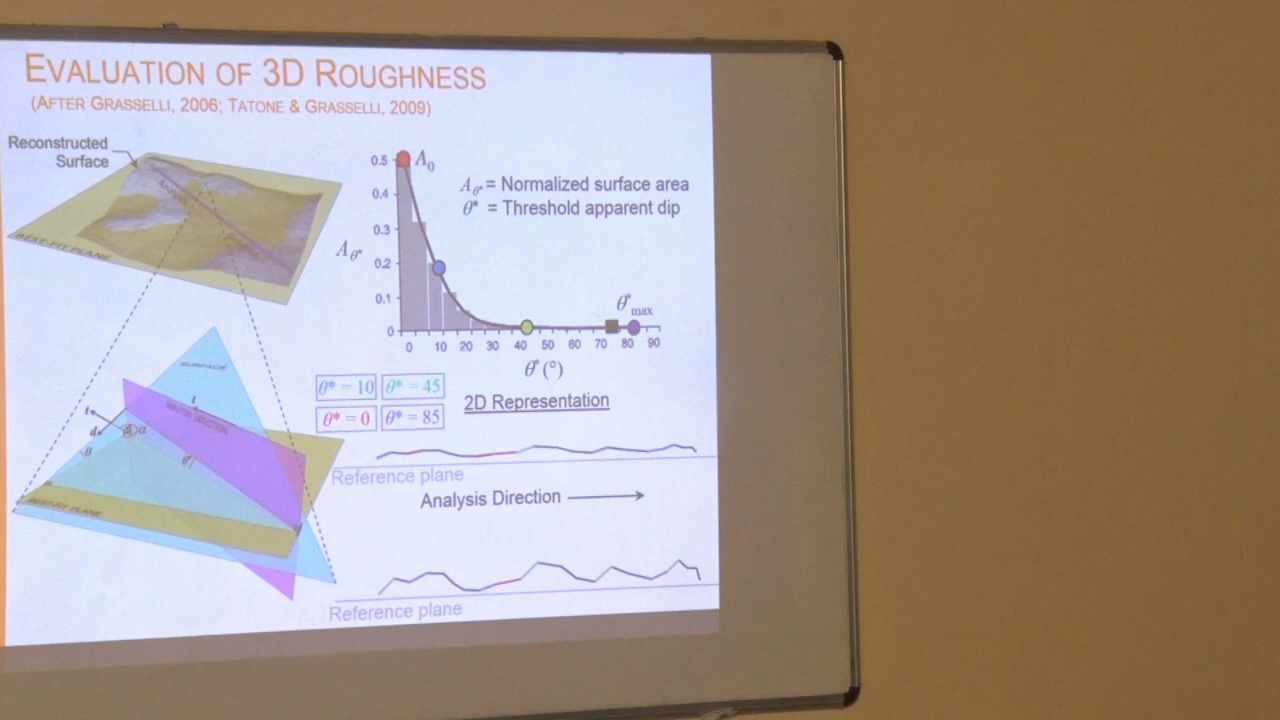 EVALUATION OF 3D ROUGHNESS
(AFTER GRASSELLI, 2006; TATONE & GRASSELLI, 2009)
Reconstructed
Surface
BEST-FIT PLANE
0.5
0.4
0.3
0.2
0.1
0
A0
Aθ*
Aθ* = Normalized surface area
θ* = Threshold apparent dip
θ*max
0 10 20 30 40 50 60 70 80 90
θ* (°)
SURFACE
θ* = 10 θ* = 45
θ* = 0 θ* = 85
2D Representation
t
α
θ
BEST-FIT PLANE
Reference plane
Analysis Direction
Reference plane